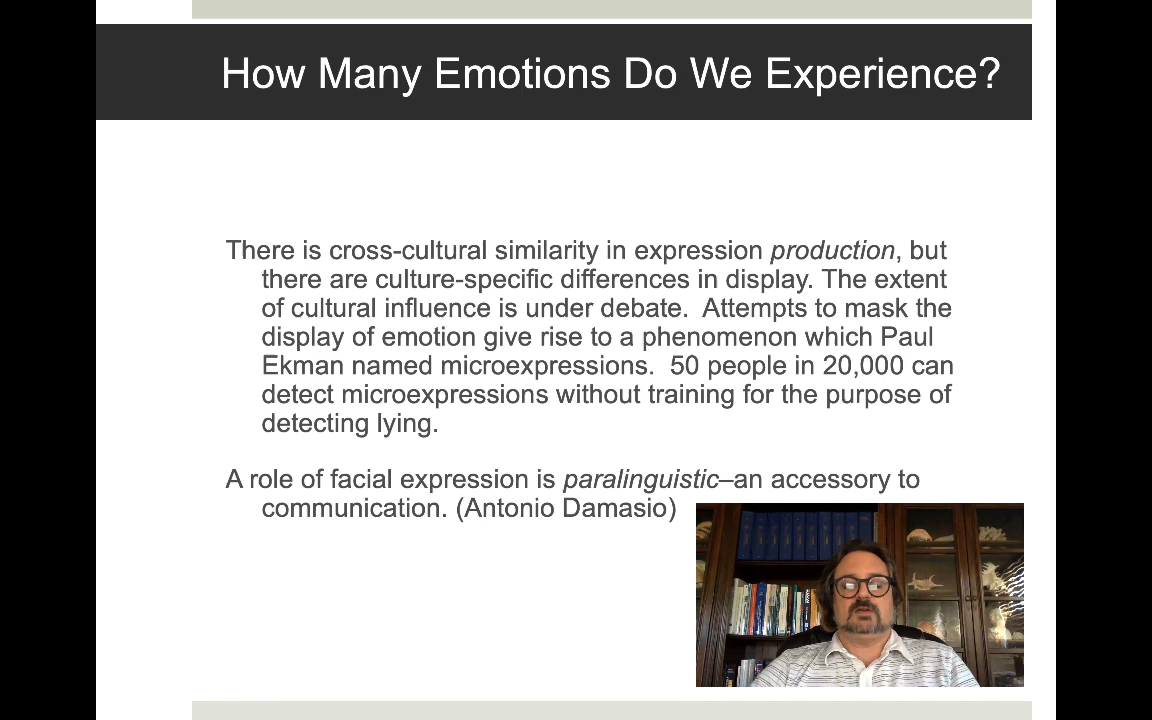 How Many Emotions Do We Experience?
There is cross-cultural similarity in expression production, but
there are culture-specific differences in display. The extent
of cultural influence is under debate.  Attempts to mask the
display of emotion give rise to a phenomenon which Paul
Ekman named microexpressions.  50 people in 20,000 can
detect microexpressions without training for the purpose of
detecting lying.
A role of facial expression is paralinguistic–an accessory to
communication. (Antonio Damasio)